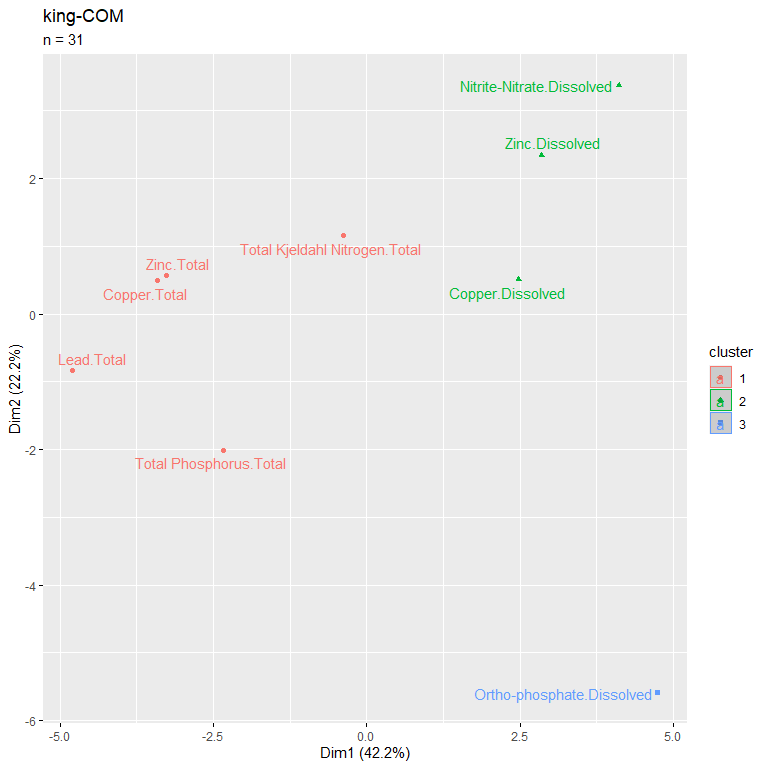 king-COM
n = 31
Nitrite-Nitrate.Dissolved
Zinc.Dissolved
Total Kjeldahl Nitrogen.Total
Zinc.Total
Copper.Total
Copper.Dissolved
Lead.Total
Total Phosphorus.Total
Ortho-phosphate.Dissolved
2
0
-2
-4
-6
Dim2 (22.2%)
-5.0
-2.5
0.0
2.5
5.0
Dim1 (42.2%)
cluster
a 1
a 2
a 3